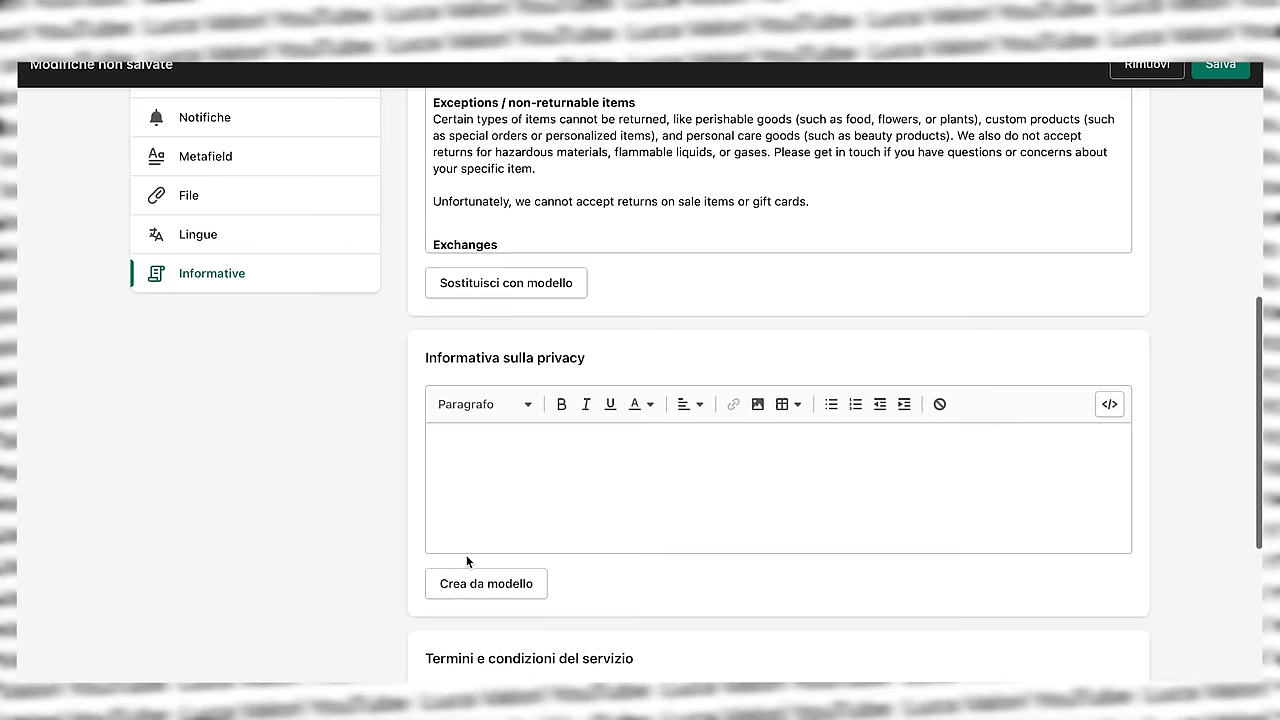 Modifiche non salvate
Rimuovi
Salva
Notifiche
Metafield
File
Lingue
Informative
Exceptions / non-returnable items
Certain types of items cannot be returned, like perishable goods (such as food, flowers, or plants), custom products (such
as special orders or personalized items), and personal care goods (such as beauty products). We also do not accept
returns for hazardous materials, flammable liquids, or gases. Please get in touch if you have questions or concerns about
your specific item.
Unfortunately, we cannot accept returns on sale items or gift cards.
Exchanges
Sostituisci con modello
Informativa sulla privacy
Paragrafo
B I U A
</>
Crea da modello
Termini e condizioni del servizio